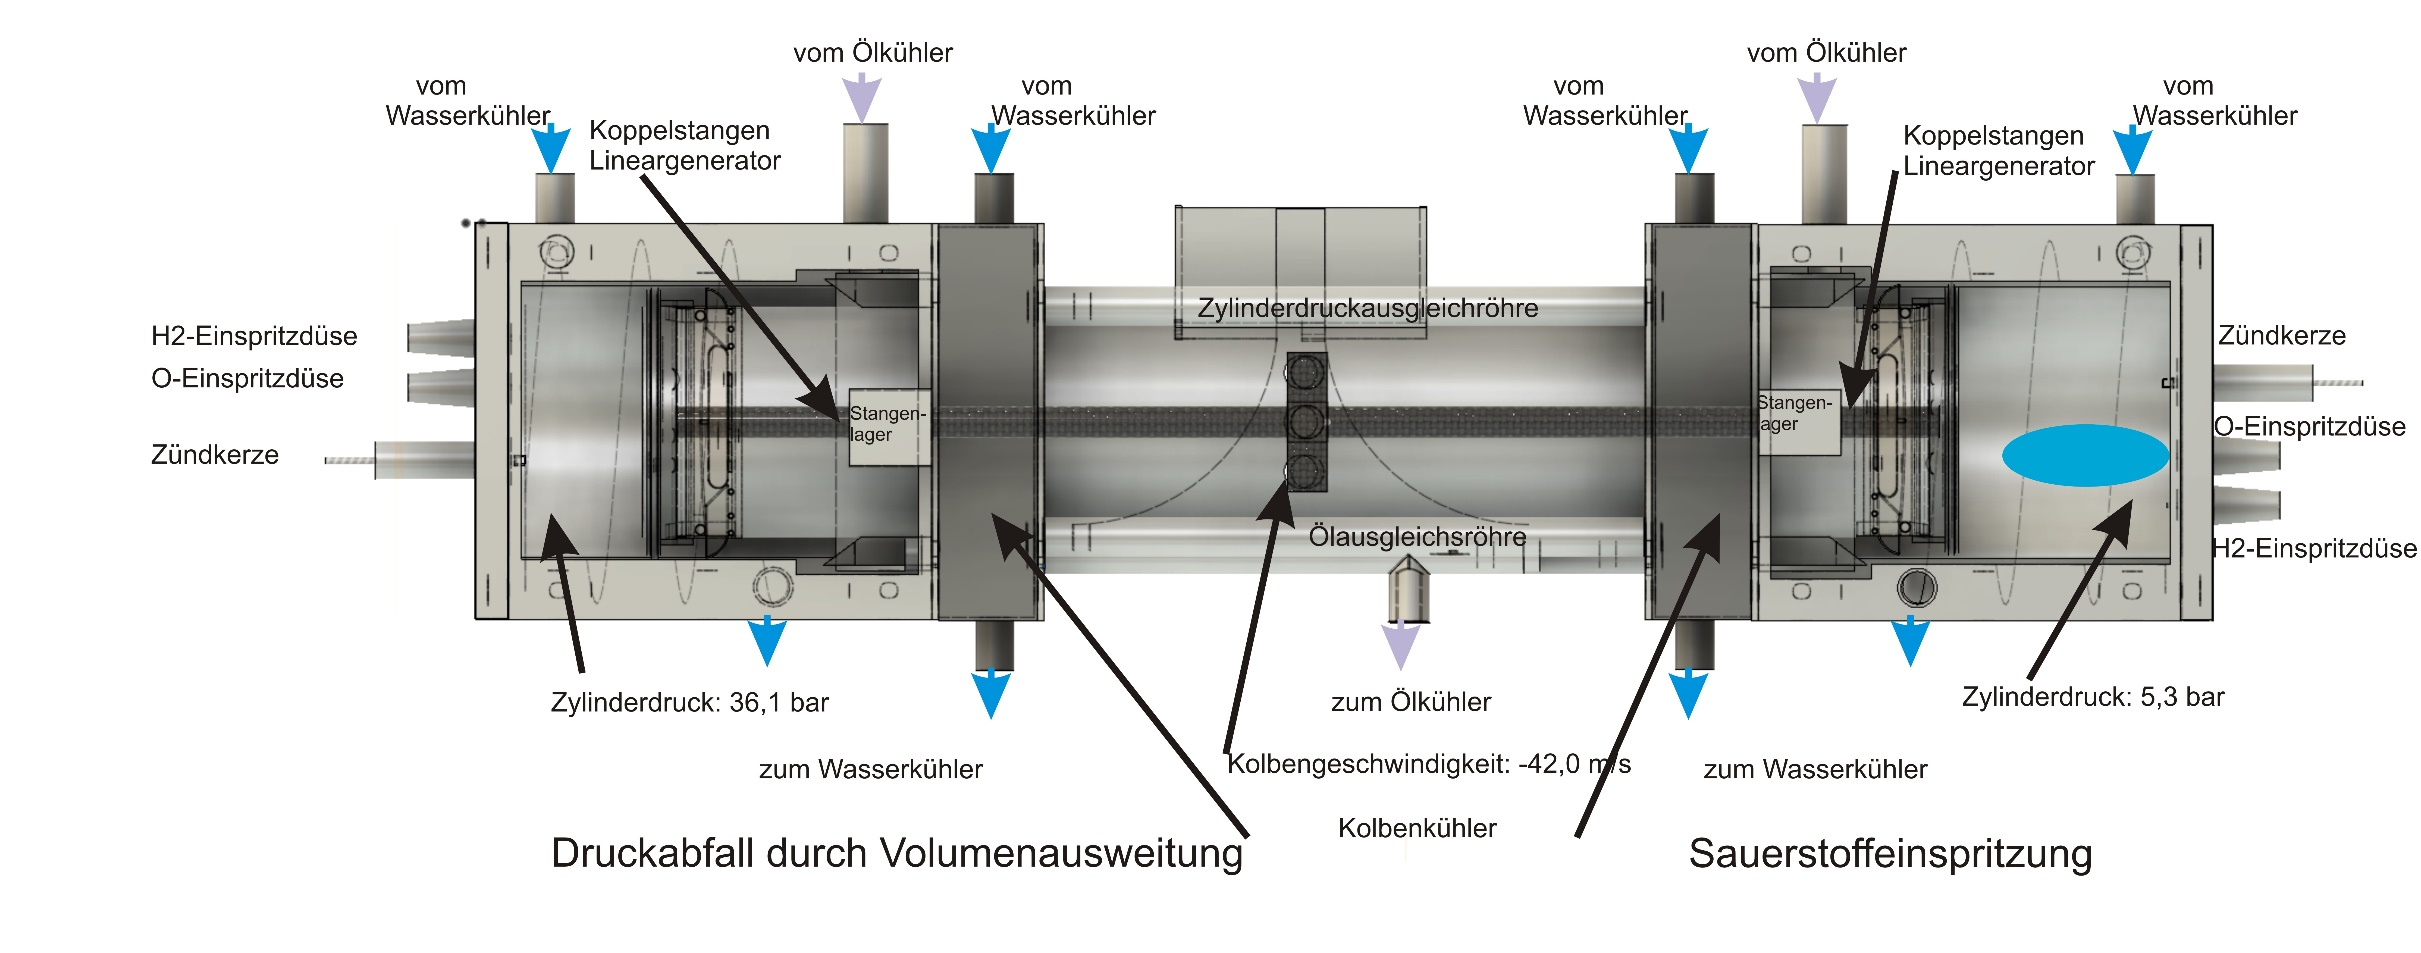 vom Ölkühler
vom Ölkühler
vom
Wasserkühler
vom
Wasserkühler
vom
Wasserkühler
vom
Wasserkühler
Koppelstangen
Lineargenerator
Koppelstangen
Lineargenerator
Zylinderdruckausgleichröhre
H2-Einspritzdüse
O-Einspritzdüse
Zündkerze
Zündkerze
O-Einspritzdüse
H2-Einspritzdüse
Stangen-
lager
Stangen-
lager
Ölausgleichsröhre
Zylinderdruck: 36,1 bar
zum Ölkühler
Zylinderdruck: 5,3 bar
zum Wasserkühler
Kolbengeschwindigkeit: -42,0 m/s
zum Wasserkühler
Kolbenkühler
Druckabfall durch Volumenausweitung
Sauerstoffeinspritzung